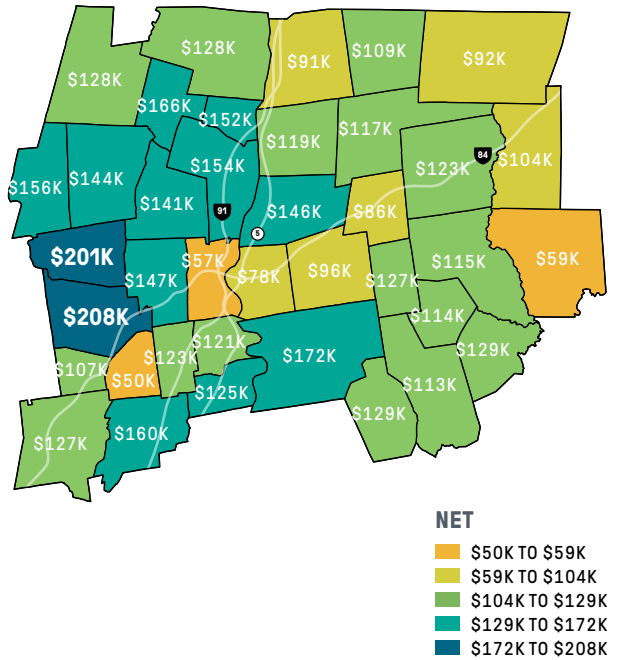 $128K
$91K
$109K
$92K
$128K
$166K
$152K
$119K
$117K
$123K
84
$104K
$154K
$156K
$144K
$141K
91
$146K
$86K
5
$201K
$57K
$59K
$147K
$78K
$96K
$127K
$115K
$208K
$114K
$121K
$129K
$107K
$123K
$172K
$50K
$113K
$125K
$129K
$127K
$160K
NET
$50K TO $59K
$59K TO $104K
$104K TO $129K
$129K TO $172K
$172K TO $208K